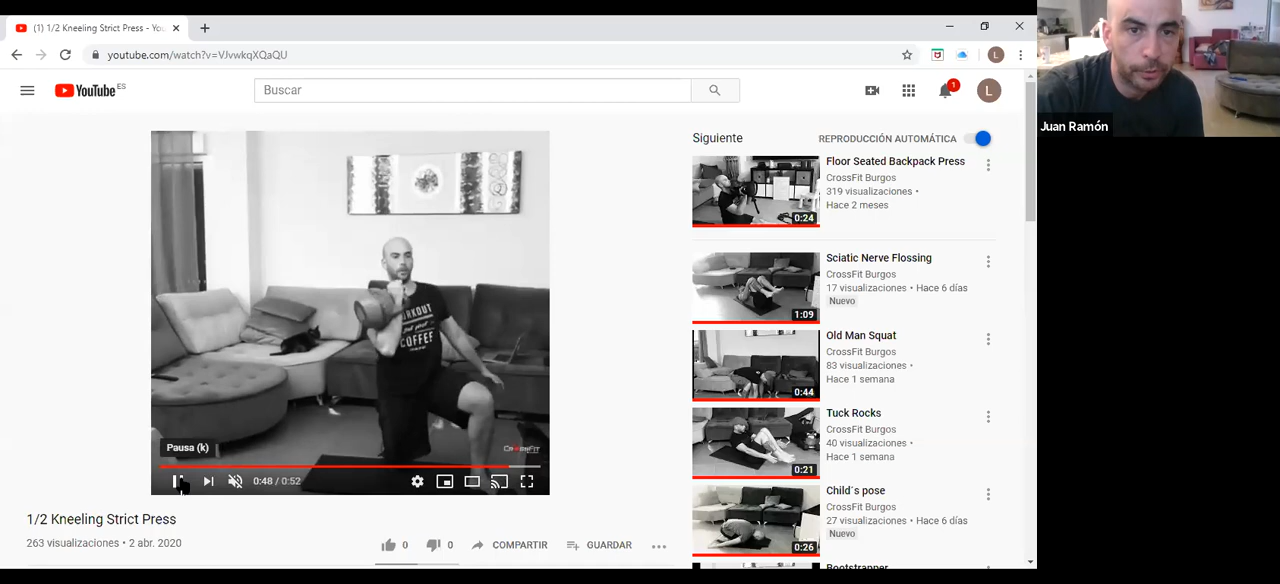 (1) 1/2 Kneeling Strict Press - You
youtube.com/watch?v=VJvwkqXQaQU
L
YouTube ES
Buscar
1
L
WORKOUT
COFFEE
CROSSFIT
Pausa (k)
0:48 / 0:52
1/2 Kneeling Strict Press
263 visualizaciones • 2 abr. 2020
0
0
COMPARTIR
GUARDAR
Siguiente
REPRODUCCIÓN AUTOMÁTICA
Floor Seated Backpack Press
CrossFit Burgos
319 visualizaciones •
Hace 2 meses
0:24
Sciatic Nerve Flossing
CrossFit Burgos
17 visualizaciones • Hace 6 días
Nuevo
1:09
Old Man Squat
CrossFit Burgos
83 visualizaciones •
Hace 1 semana
0:44
Tuck Rocks
CrossFit Burgos
40 visualizaciones •
Hace 1 semana
0:21
Child´s pose
CrossFit Burgos
27 visualizaciones • Hace 6 días
Nuevo
0:26
Bootstrapper
Juan Ramón